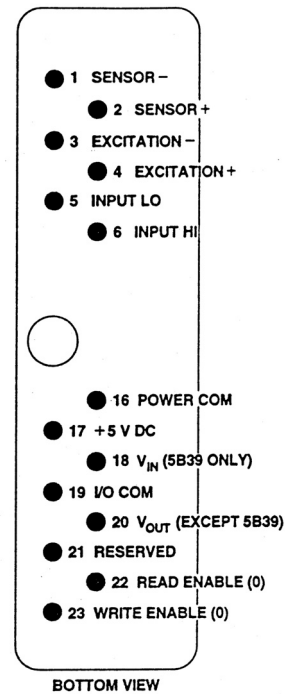 1 SENSOR −
2 SENSOR +
3 EXCITATION −
4 EXCITATION +
5 INPUT LO
6 INPUT HI
16 POWER COM
17 +5 V DC
18 VIN (5B39 ONLY)
19 I/O COM
20 VOUT (EXCEPT 5B39)
21 RESERVED
22 READ ENABLE (0)
23 WRITE ENABLE (0)
BOTTOM VIEW